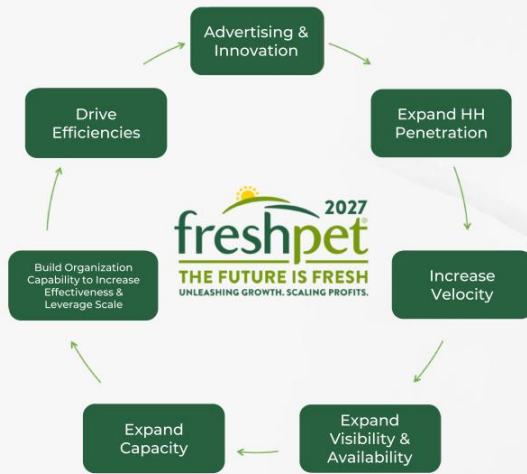 Advertising &
Innovation
Expand HH
Penetration
Increase
Velocity
Expand
Visibility &
Availability
Expand
Capacity
Build Organization
Capability to Increase
Effectiveness &
Leverage Scale
Drive
Efficiencies
2027
freshpet®
THE FUTURE IS FRESH
UNLEASHING GROWTH. SCALING PROFITS.